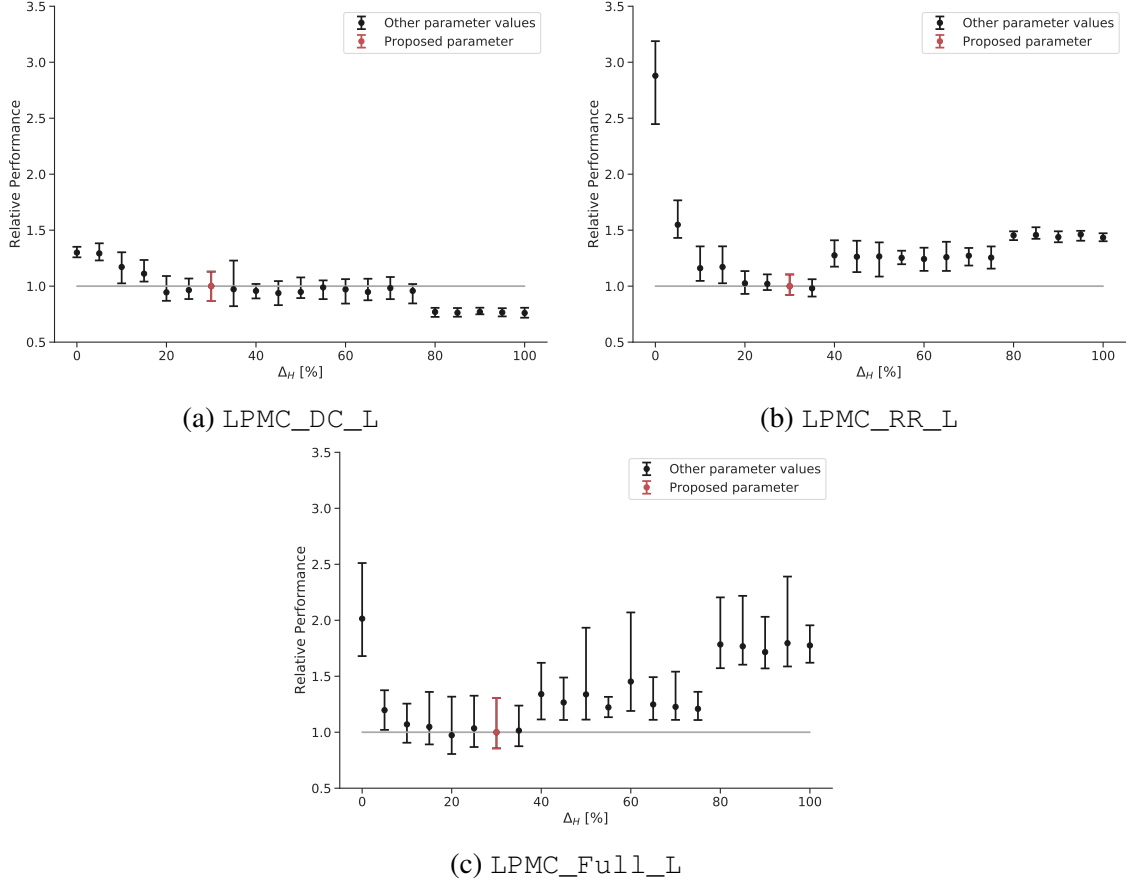 3.5
3.0
2.5
2.0
1.5
1.0
0.5
Relative Performance
Other parameter values
Proposed parameter
0 20 40 60 80 100
Δ_H [%]
(a) LPMC_DC_L
3.5
3.0
2.5
2.0
1.5
1.0
0.5
Relative Performance
Other parameter values
Proposed parameter
0 20 40 60 80 100
Δ_H [%]
(b) LPMC_RR_L
3.5
3.0
2.5
2.0
1.5
1.0
0.5
Relative Performance
Other parameter values
Proposed parameter
0 20 40 60 80 100
Δ_H [%]
(c) LPMC_Full_L